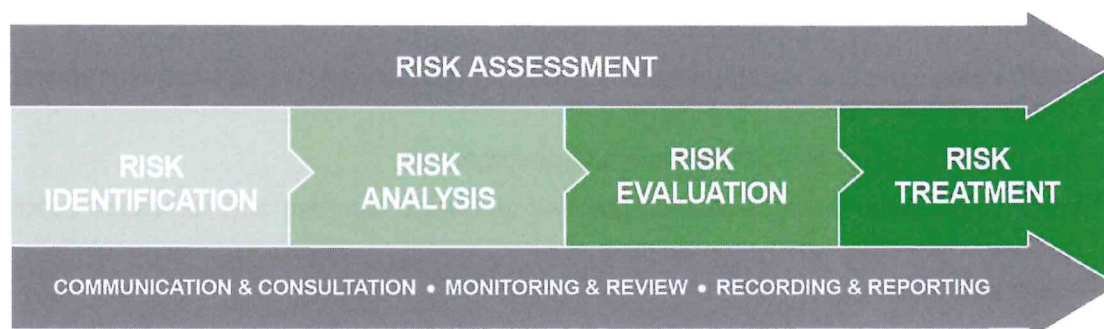 RISK ASSESSMENT
RISK
IDENTIFICATION
RISK
ANALYSIS
RISK
EVALUATION
RISK
TREATMENT
COMMUNICATION & CONSULTATION • MONITORING & REVIEW • RECORDING & REPORTING